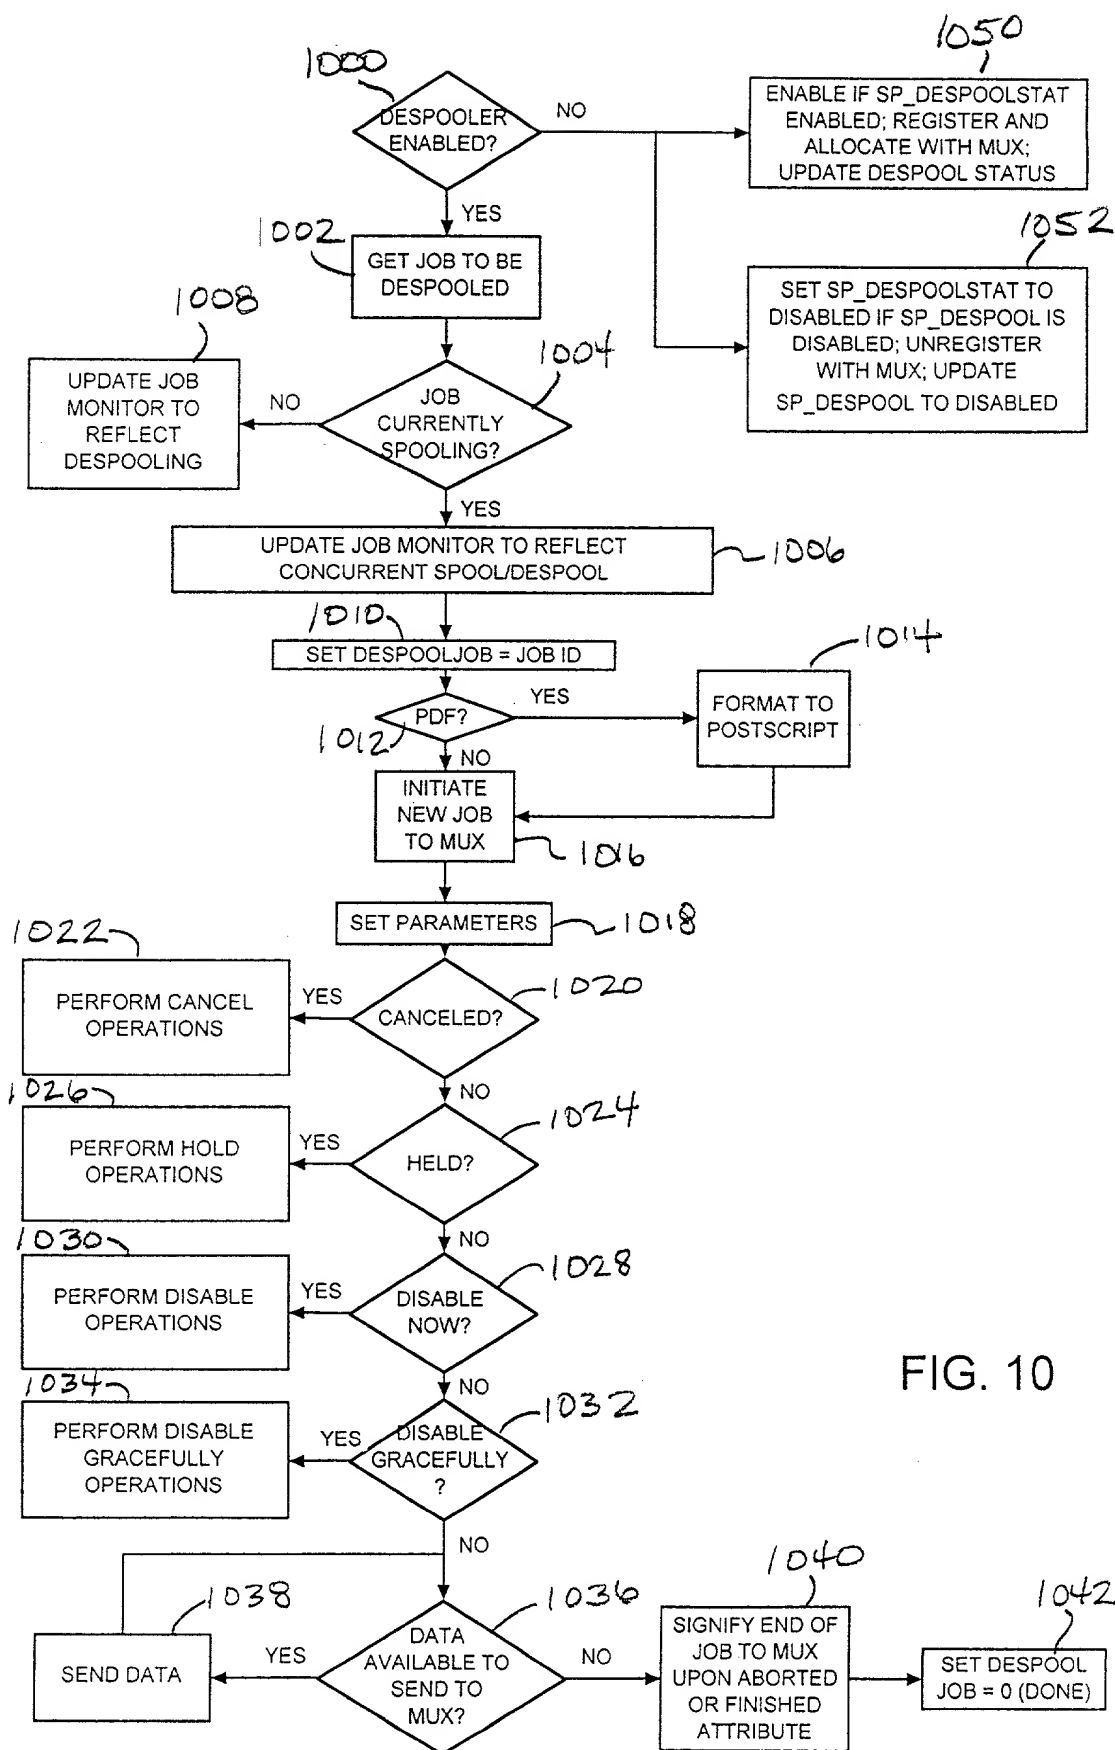 1050
1000
DESPOOLER
ENABLED?
NO
ENABLE IF SP_DESPOOLSTAT
ENABLED; REGISTER AND
ALLOCATE WITH MUX;
UPDATE DESPOOL STATUS
YES
1002
GET JOB TO BE
DESPOOLED
1052
SET SP_DESPOOLSTAT TO
DISABLED IF SP_DESPOOL IS
DISABLED; UNREGISTER
WITH MUX; UPDATE
SP_DESPOOL TO DISABLED
1008
UPDATE JOB
MONITOR TO
REFLECT
DESPOOLING
NO
1004
JOB
CURRENTLY
SPOOLING?
YES
UPDATE JOB MONITOR TO REFLECT
CONCURRENT SPOOL/DESPOOL
1006
1010
SET DESPOOLJOB = JOB ID
1014
PDF?
YES
FORMAT TO
POSTSCRIPT
1012
NO
INITIATE
NEW JOB
TO MUX
1016
SET PARAMETERS
1018
1022
PERFORM CANCEL
OPERATIONS
YES
CANCELED?
1020
NO
1026
PERFORM HOLD
OPERATIONS
YES
HELD?
1024
NO
1030
PERFORM DISABLE
OPERATIONS
YES
DISABLE
NOW?
1028
NO
FIG. 10
1034
PERFORM DISABLE
GRACEFULLY
OPERATIONS
YES
DISABLE
GRACEFULLY
?
1032
NO
1038
SEND DATA
YES
DATA
AVAILABLE TO
SEND TO
MUX?
1036
NO
1040
SIGNIFY END OF
JOB TO MUX
UPON ABORTED
OR FINISHED
ATTRIBUTE
1042
SET DESPOOL
JOB = 0 (DONE)